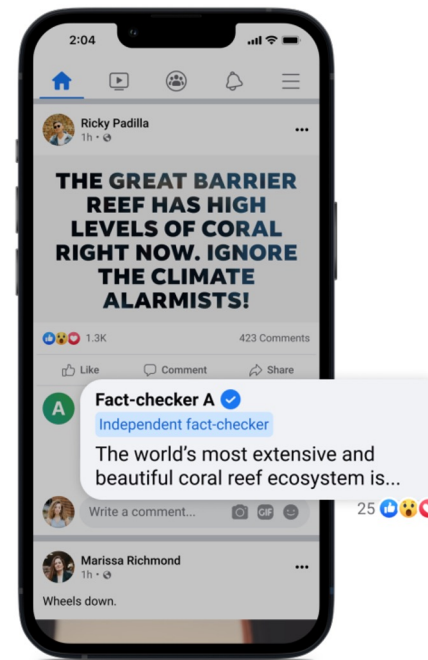 2:04
Ricky Padilla
1h •
THE GREAT BARRIER
REEF HAS HIGH
LEVELS OF CORAL
RIGHT NOW. IGNORE
THE CLIMATE
ALARMISTS!
1.3K 423 Comments
Like Comment Share
A
Fact-checker A
Independent fact-checker
The world's most extensive and
beautiful coral reef ecosystem is...
25
Write a comment... GIF
Marissa Richmond
1h •
Wheels down.